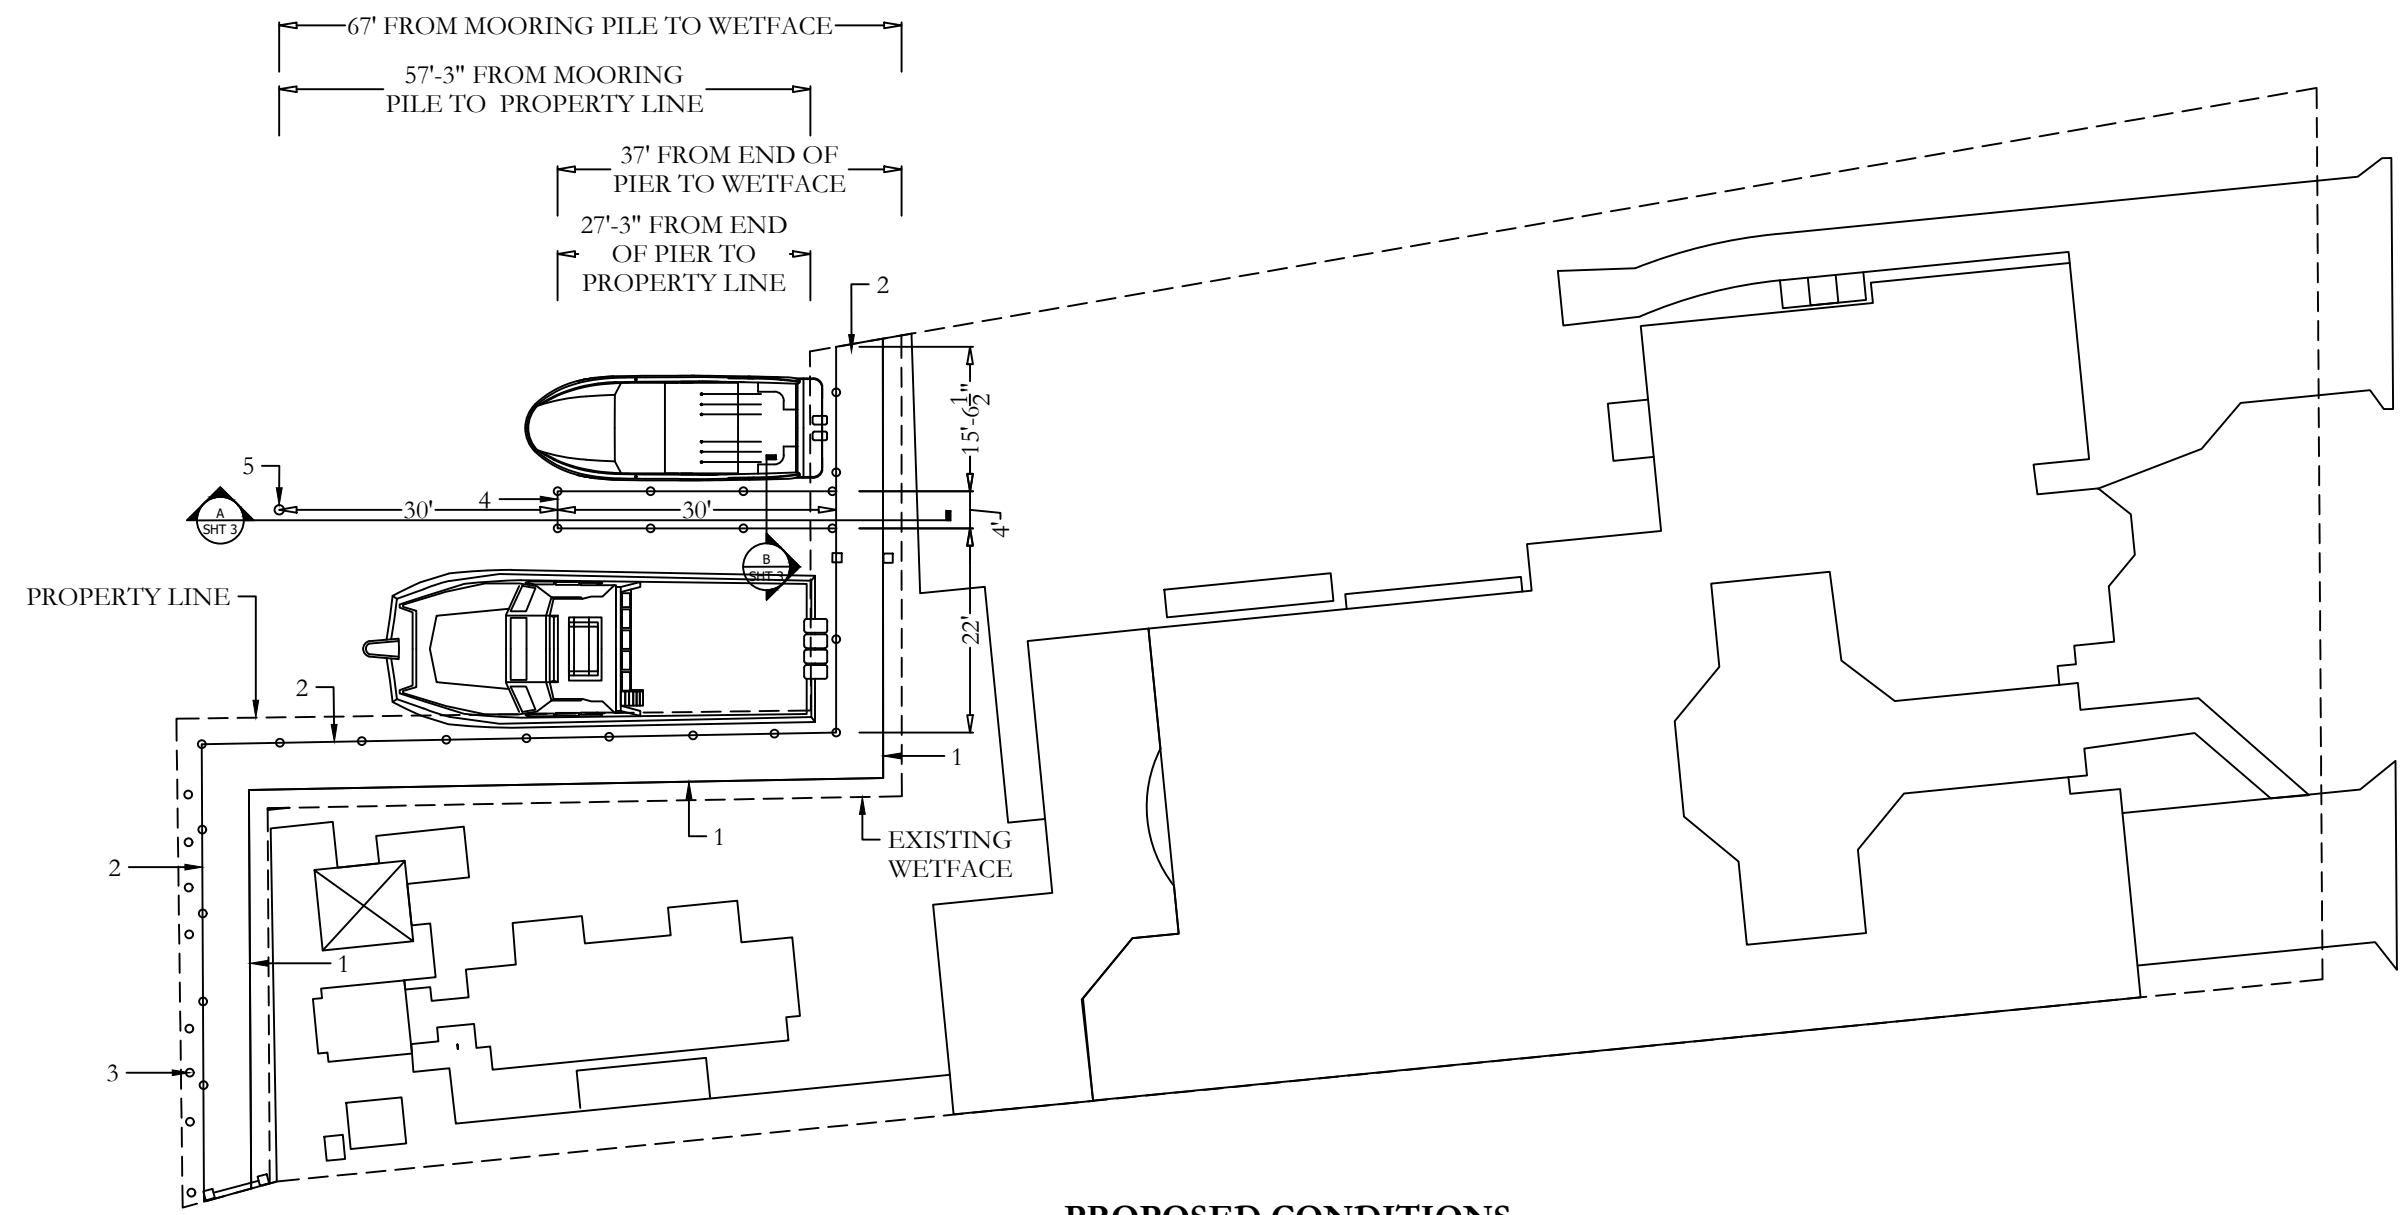 67' FROM MOORING PILE TO WETFACE
57'-3" FROM MOORING
PILE TO PROPERTY LINE
37' FROM END OF
PIER TO WETFACE
27'-3" FROM END
OF PIER TO
PROPERTY LINE
2
15'-6 1/2"
5
4
30'
30'
A
SHT 3
4'
B
SHT 3
PROPERTY LINE
22'
2
1
1
EXISTING
WETFACE
2
1
3
PROPOSED CONDITIONS